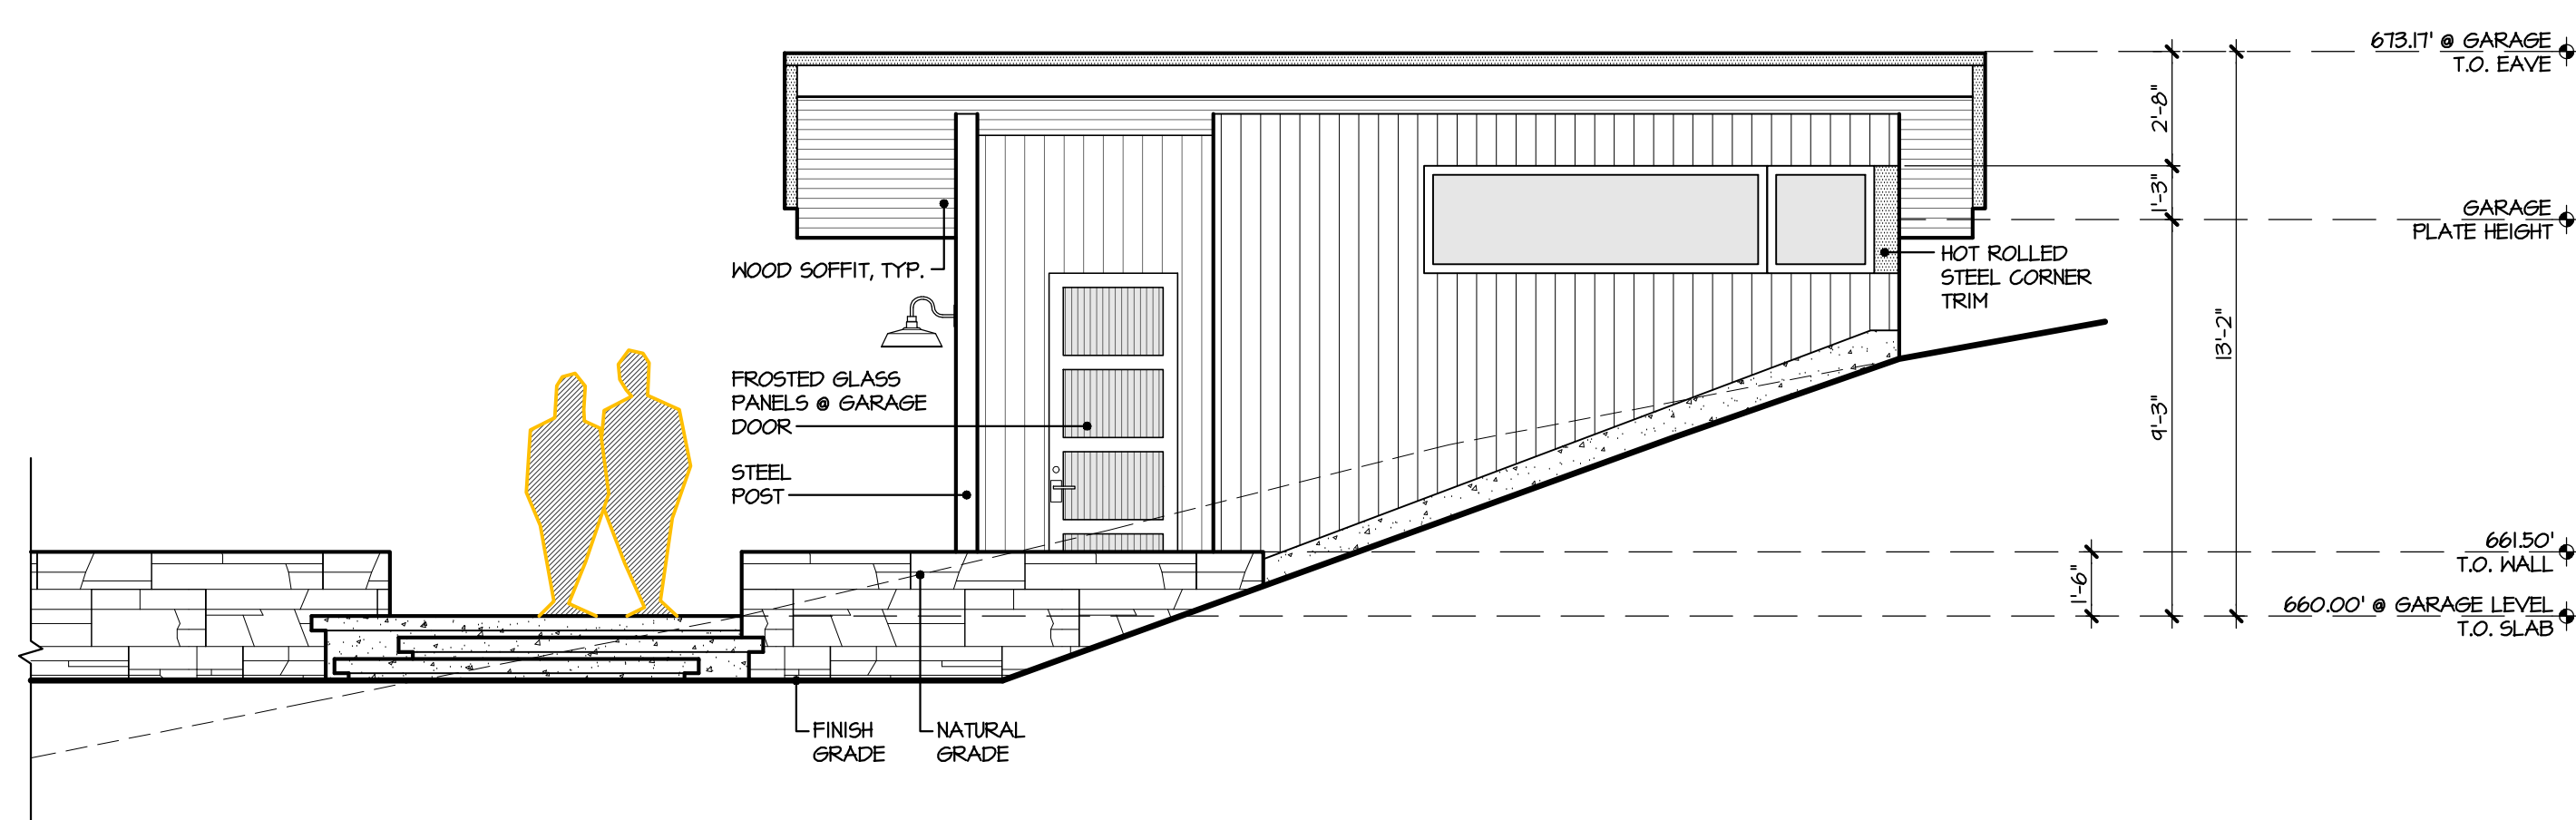 673.17' @ GARAGE
T.O. EAVE
2'-8"
1'-3"
GARAGE
PLATE HEIGHT
WOOD SOFFIT, TYP.
HOT ROLLED
STEEL CORNER
TRIM
13'-2"
FROSTED GLASS
PANELS @ GARAGE
DOOR
9'-3"
STEEL
POST
661.50'
T.O. WALL
1'-6"
660.00' @ GARAGE LEVEL
T.O. SLAB
FINISH
GRADE
NATURAL
GRADE